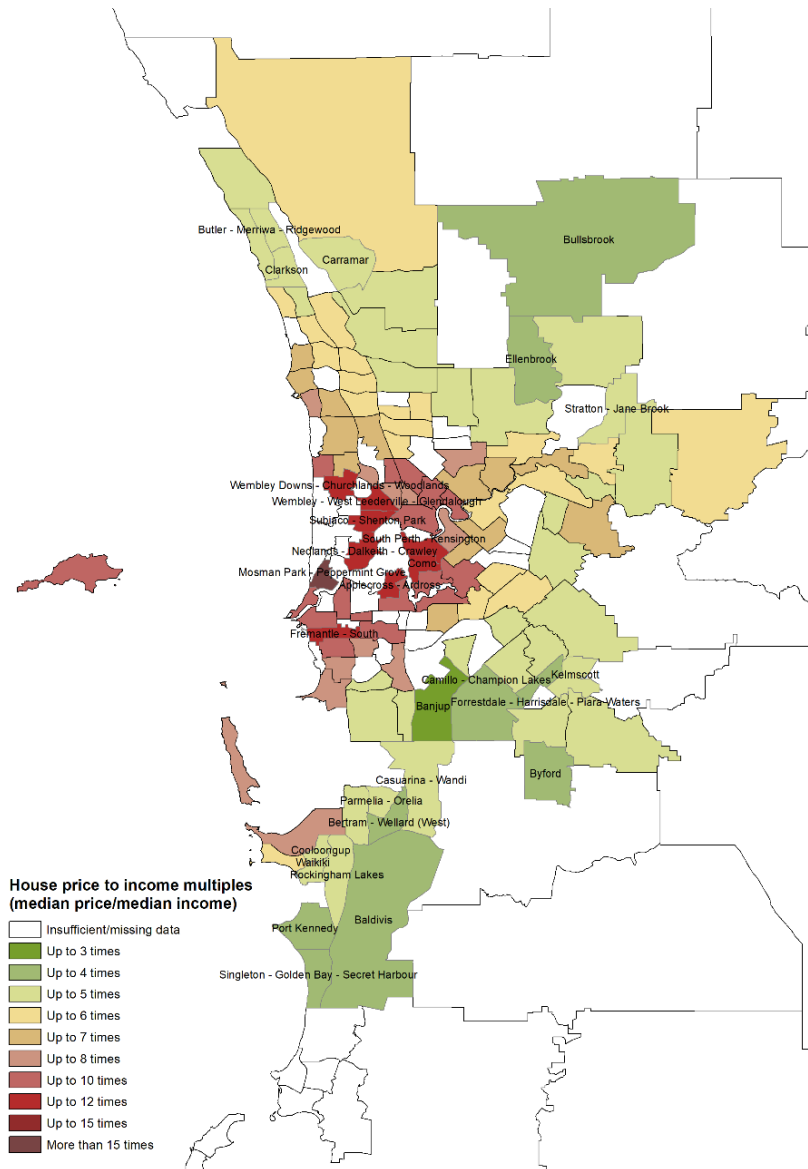 Bullsbrook
Butler - Merriwa - Ridgewood
Carramar
Clarkson
Ellenbrook
Stratton - Jane Brook
Wembley Downs - Churchlands - Woodlands
Wembley - West Leederville - Glendalough
Subiaco - Shenton Park
South Perth - Kensington
Nedlands - Dalkeith - Crawley
Como
Mosman Park - Peppermint Grove
Applecross - Ardross
Fremantle - South
Camillo - Champion Lakes
Kelmscott
Banjup
Forrestdale - Harrisdale - Piara Waters
Byford
Casuarina - Wandi
Parmelia - Orelia
Bertram - Wellard (West)
Cooloongup
Waikiki
Rockingham Lakes
Baldivis
Port Kennedy
Singleton - Golden Bay - Secret Harbour
House price to income multiples
(median price/median income)
Insufficient/missing data
Up to 3 times
Up to 4 times
Up to 5 times
Up to 6 times
Up to 7 times
Up to 8 times
Up to 10 times
Up to 12 times
Up to 15 times
More than 15 times